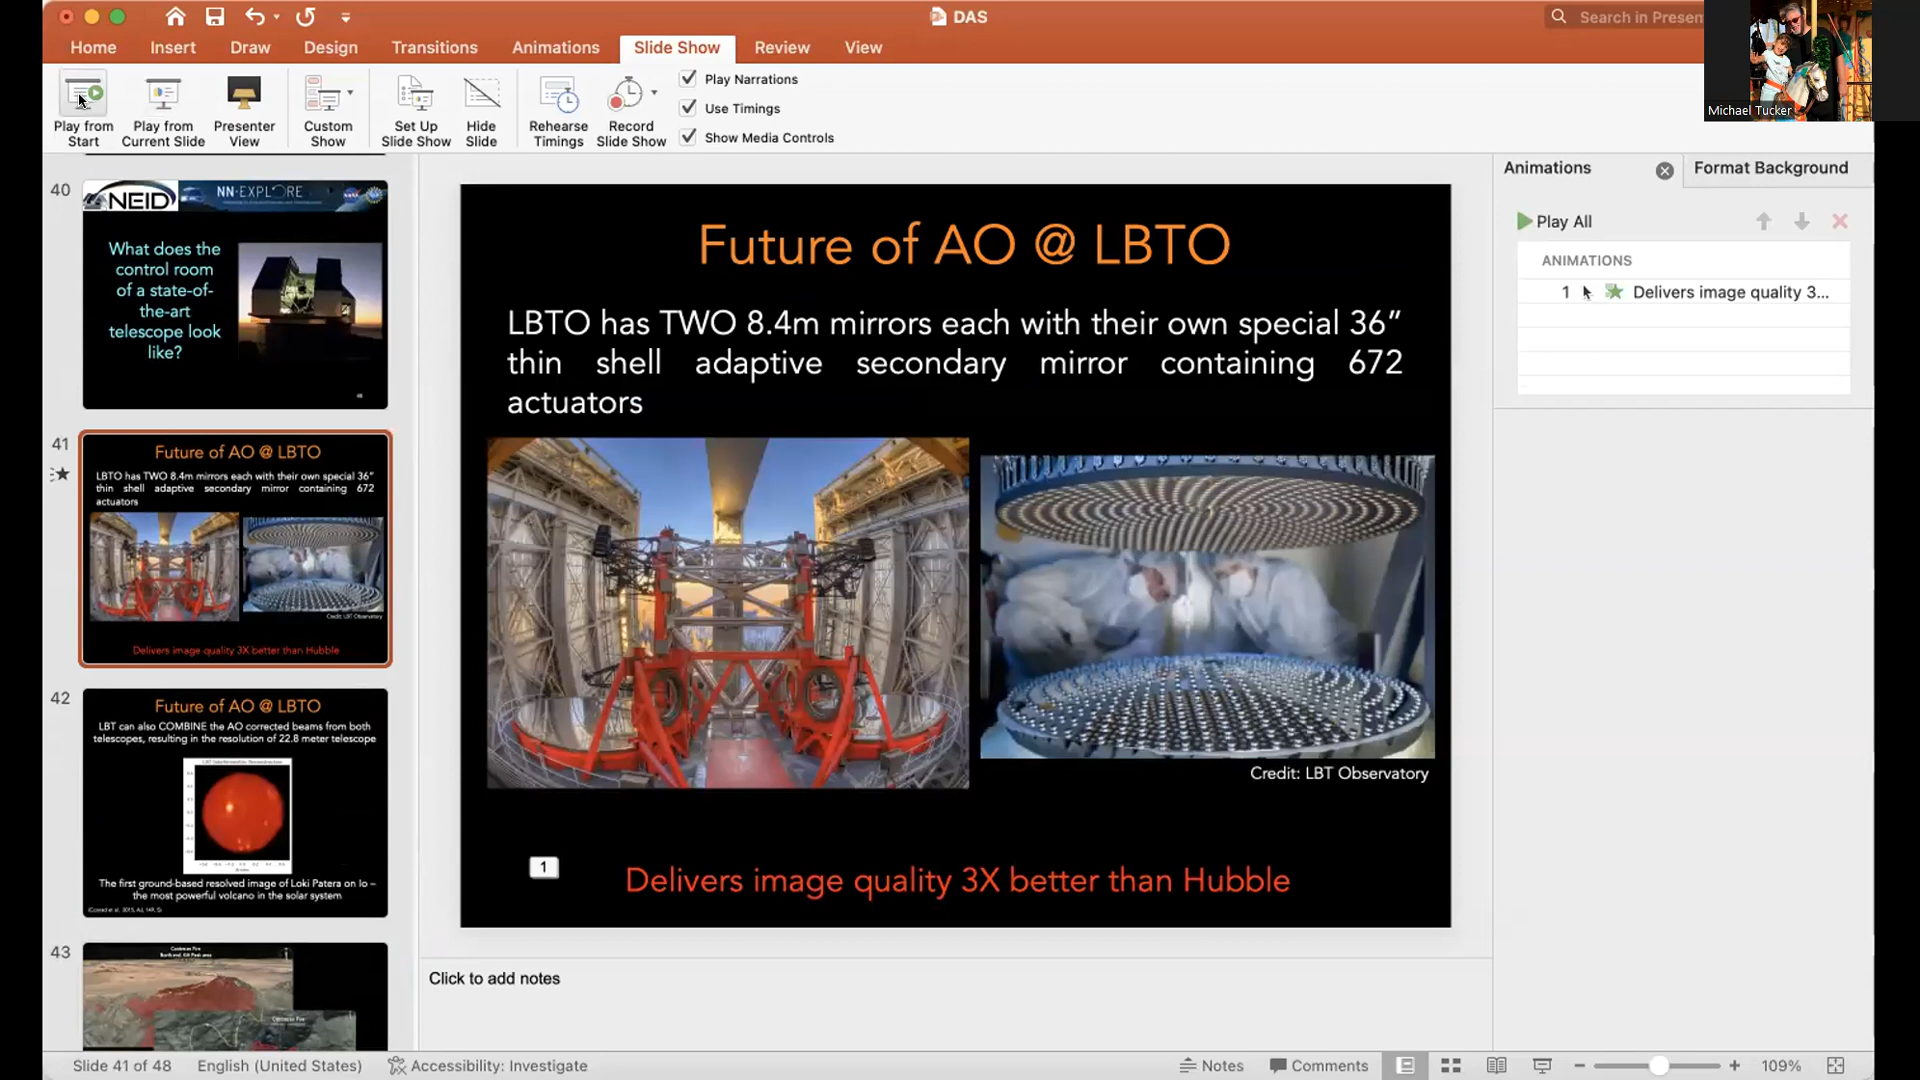 DAS
Search in Presen
Home
Insert
Draw
Design
Transitions
Animations
Slide Show
Review
View
Michael Tucker
Play from
Start
Play from
Current Slide
Presenter
View
Custom
Show
Set Up
Slide Show
Hide
Slide
Rehearse
Timings
Record
Slide Show
Play Narrations
Use Timings
Show Media Controls
40
NEID
NN-EXPLORE
What does the
control room
of a state-of-
the-art
telescope look
like?
41
Future of AO @ LBTO
LBTO has TWO 8.4m mirrors each with their own special 36”
thin shell adaptive secondary mirror containing 672
actuators
Credit: LBT Observatory
Delivers image quality 3X better than Hubble
42
Future of AO @ LBTO
LBT can also COMBINE the AO corrected beams from both
telescopes, resulting in the resolution of 22.8 meter telescope
The first ground-based resolved image of Loki Patera on Io –
the most powerful volcano in the solar system
43
Future of AO @ LBTO
LBTO has TWO 8.4m mirrors each with their own special 36”
thin shell adaptive secondary mirror containing 672
actuators
Credit: LBT Observatory
1
Delivers image quality 3X better than Hubble
Click to add notes
Animations
Format Background
Play All
ANIMATIONS
1 Delivers image quality 3...
Slide 41 of 48
English (United States)
Accessibility: Investigate
Notes
Comments
109%